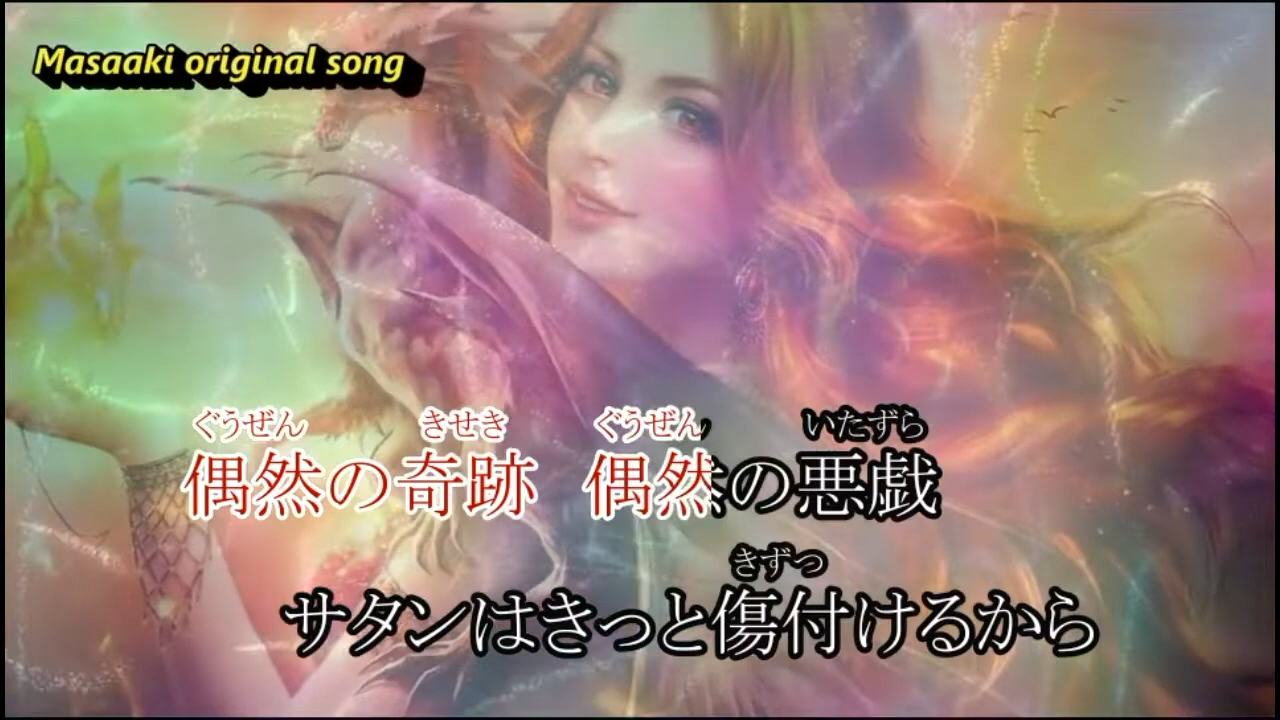 Masaaki original song
ぐうぜん きせき ぐうぜん いたずら
偶然の奇跡 偶然の悪戯
きずつ
サタンはきっと傷付けるから